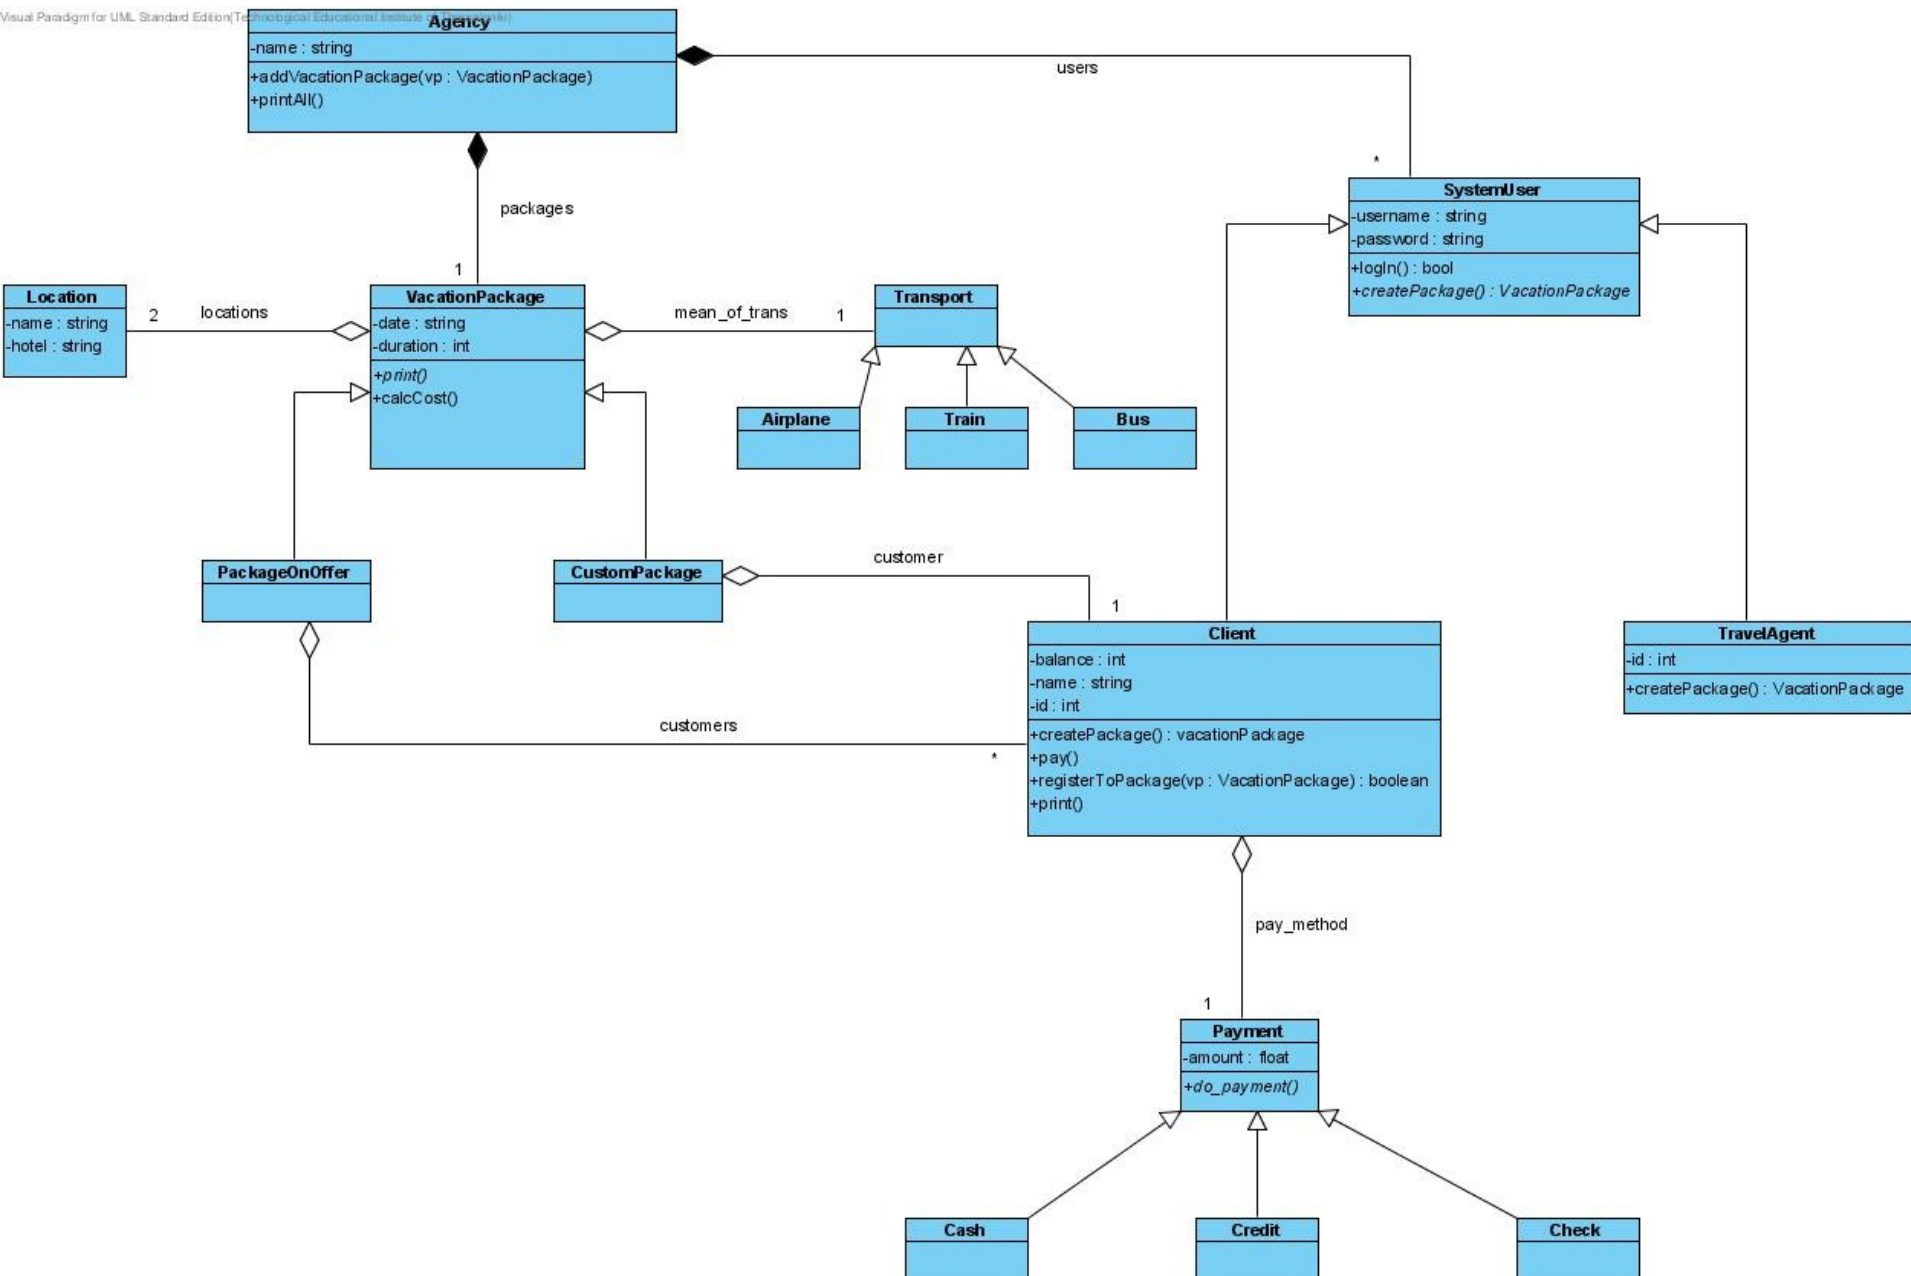 Visual Paradigm for UML Standard Edition(Technological Educational Institute of
Agency
-name : string
+addVacationPackage(vp : VacationPackage)
+printAll()
users
*
packages
1
SystemUser
-username : string
-password : string
+logIn() : bool
+createPackage() : VacationPackage
Location
-name : string
-hotel : string
2
locations
VacationPackage
-date : string
-duration : int
+print()
+calcCost()
mean_of_trans
1
Transport
Airplane
Train
Bus
PackageOnOffer
CustomPackage
customer
1
customers
*
Client
-balance : int
-name : string
-id : int
+createPackage() : vacationPackage
+pay()
+registerToPackage(vp : VacationPackage) : boolean
+print()
TravelAgent
-id : int
+createPackage() : VacationPackage
pay_method
1
Payment
-amount : float
+do_payment()
Cash
Credit
Check